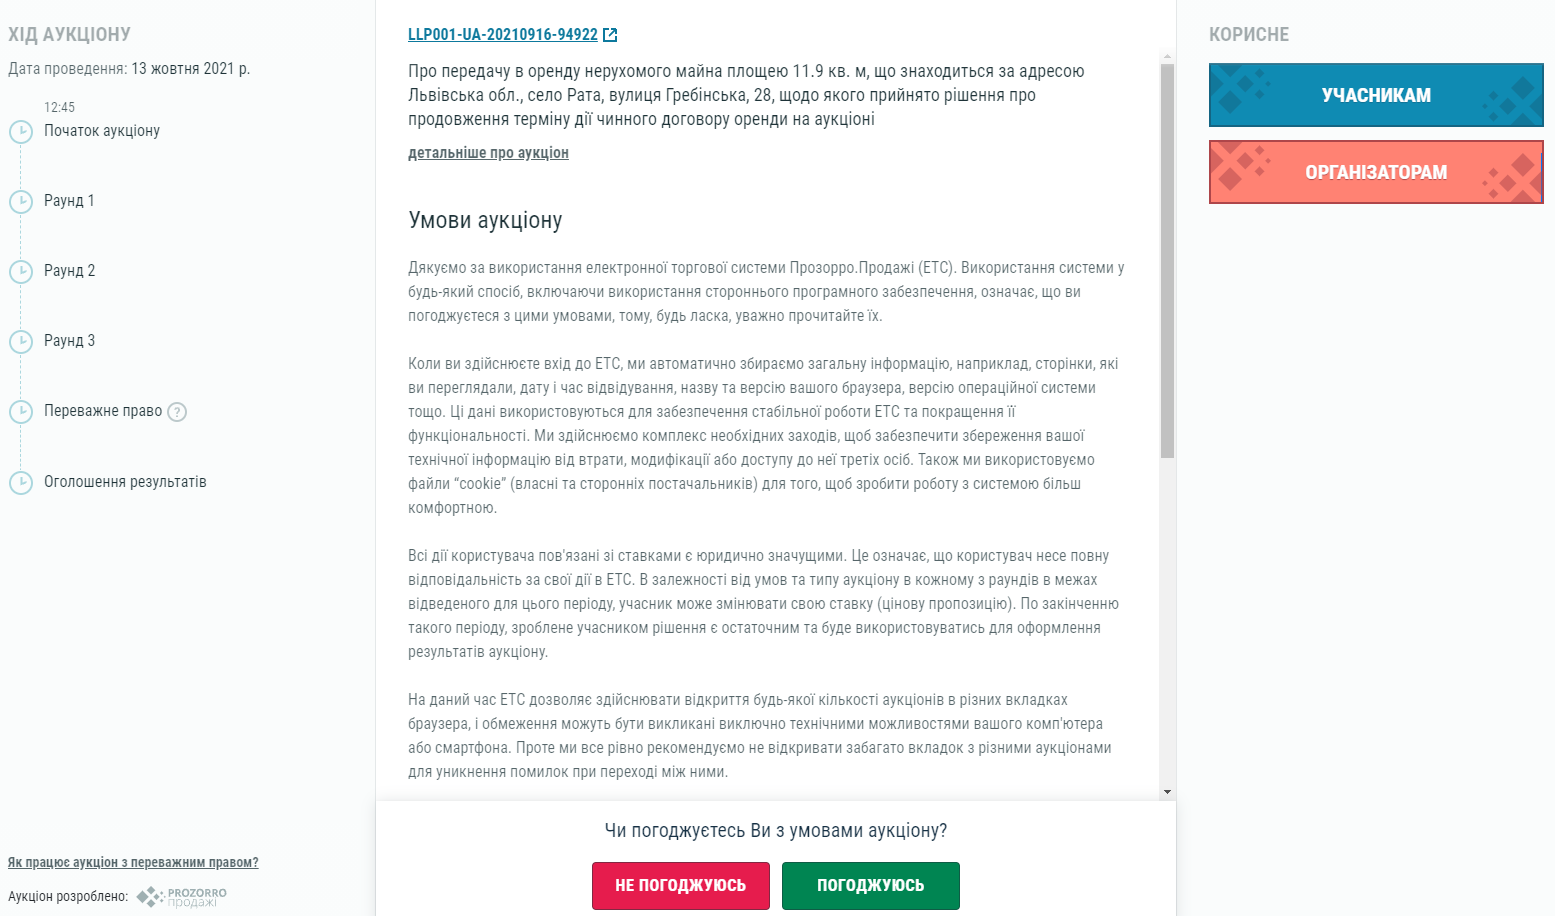 ХІД АУКЦІОНУ
Дата проведення: 13 жовтня 2021 р.
12:45
Початок аукціону
Раунд 1
Раунд 2
Раунд 3
Переважне право ?
Оголошення результатів
Як працює аукціон з переважним правом?
Аукціон розроблено: PROZORRO
продажі
LLP001-UA-20210916-94922
Про передачу в оренду нерухомого майна площею 11.9 кв. м, що знаходиться за адресою
Львівська обл., село Рата, вулиця Гребінська, 28, щодо якого прийнято рішення про
продовження терміну дії чинного договору оренди на аукціоні
детальніше про аукціон
Умови аукціону
Дякуємо за використання електронної торгової системи Прозорро.Продажі (ЕТС). Використання системи у
будь-який спосіб, включаючи використання стороннього програмного забезпечення, означає, що ви
погоджуєтеся з цими умовами, тому, будь ласка, уважно прочитайте їх.
Коли ви здійснюєте вхід до ЕТС, ми автоматично збираємо загальну інформацію, наприклад, сторінки, які
ви переглядали, дату і час відвідування, назву та версію вашого браузера, версію операційної системи
тощо. Ці дані використовуються для забезпечення стабільної роботи ЕТС та покращення її
функціональності. Ми здійснюємо комплекс необхідних заходів, щоб забезпечити збереження вашої
технічної інформацію від втрати, модифікації або доступу до неї третіх осіб. Також ми використовуємо
файли “cookie” (власні та сторонніх постачальників) для того, щоб зробити роботу з системою більш
комфортною.
Всі дії користувача пов'язані зі ставками є юридично значущими. Це означає, що користувач несе повну
відповідальність за свої дії в ЕТС. В залежності від умов та типу аукціону в кожному з раундів в межах
відведеного для цього періоду, учасник може змінювати свою ставку (цінову пропозицію). По закінченню
такого періоду, зроблене учасником рішення є остаточним та буде використовуватись для оформлення
результатів аукціону.
На даний час ЕТС дозволяє здійснювати відкриття будь-якої кількості аукціонів в різних вкладках
браузера, і обмеження можуть бути викликані виключно технічними можливостями вашого комп'ютера
або смартфона. Проте ми все рівно рекомендуємо не відкривати забагато вкладок з різними аукціонами
для уникнення помилок при переході між ними.
Чи погоджуєтесь Ви з умовами аукціону?
НЕ ПОГОДЖУЮСЬ
ПОГОДЖУЮСЬ
КОРИСНЕ
УЧАСНИКАМ
ОРГАНІЗАТОРАМ